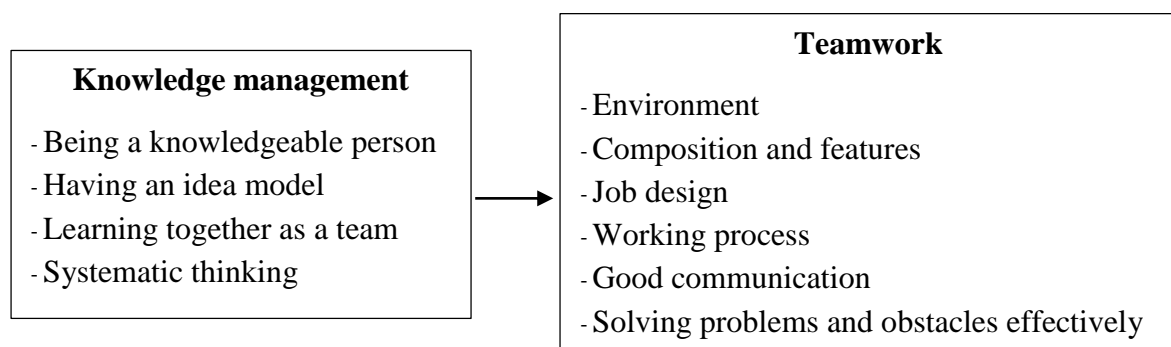 Knowledge management
- Being a knowledgeable person
- Having an idea model
- Learning together as a team
- Systematic thinking
Teamwork
- Environment
- Composition and features
- Job design
- Working process
- Good communication
- Solving problems and obstacles effectively